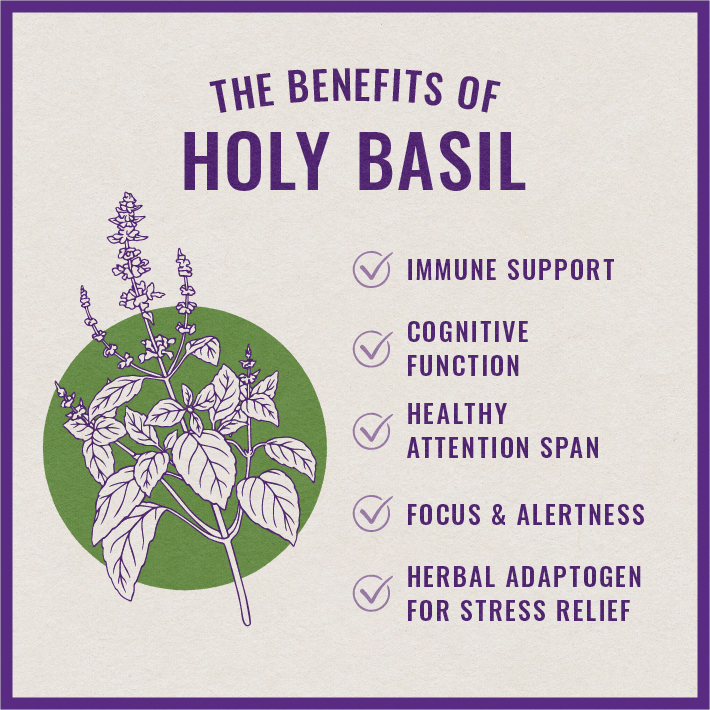 THE BENEFITS OF
HOLY BASIL
IMMUNE SUPPORT
COGNITIVE
FUNCTION
HEALTHY
ATTENTION SPAN
FOCUS & ALERTNESS
HERBAL ADAPTOGEN
FOR STRESS RELIEF